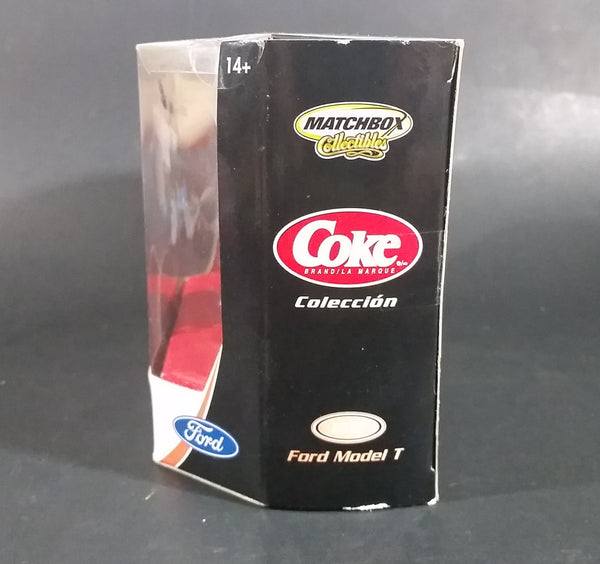 14+
MATCHBOX
Collectibles
Coke
BRAND/LA MARQUE
Colección
Ford
Ford Model T